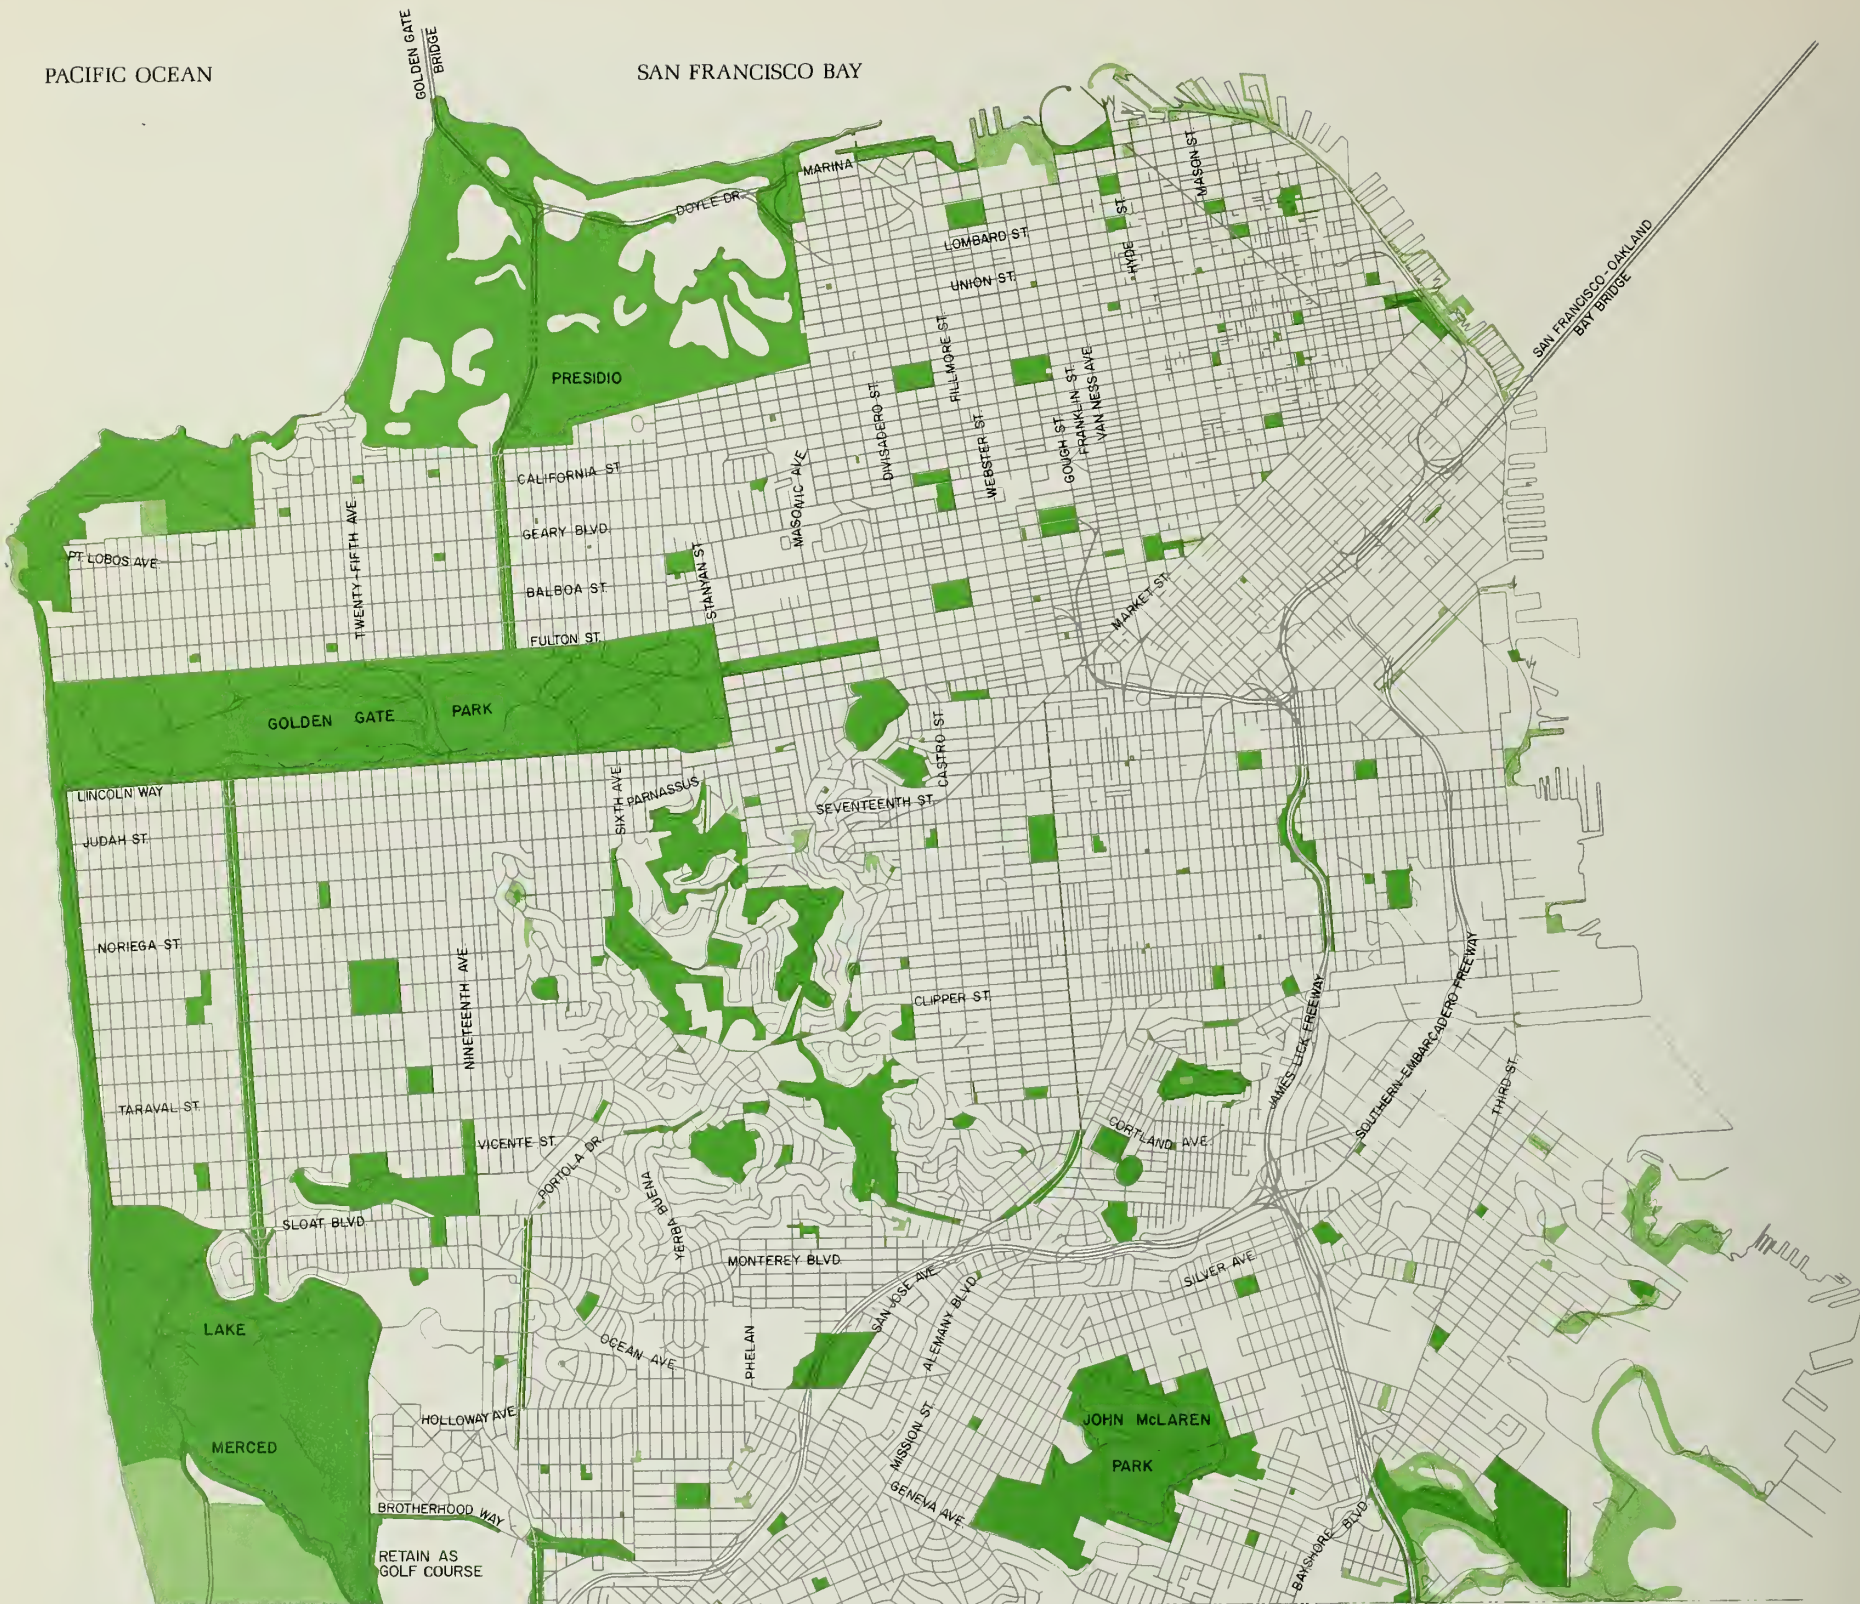 GOLDEN GATE
BRIDGE
PACIFIC OCEAN
SAN FRANCISCO BAY
MARINA
DOYLE DR.
MASON ST.
LOMBARD ST.
HYDE ST.
UNION ST.
SAN FRANCISCO-OAKLAND
BAY BRIDGE
PRESIDIO
FILLMORE ST.
DIVISADERO ST.
WEBSTER ST.
GOUGH ST.
FRANKLIN ST.
VAN NESS AVE
CALIFORNIA ST.
MASONIC AVE
TWENTY-FIFTH AVE
GEARY BLVD.
PT. LOBOS AVE
BALBOA ST.
STANYAN ST.
MARKET ST.
FULTON ST.
GOLDEN GATE PARK
CASTRO ST.
LINCOLN WAY
SIXTH AVE
PARNASSUS
SEVENTEENTH ST.
JUDAH ST.
NORIEGA ST.
NINETEENTH AVE
CLIPPER ST.
JAMES LICK FREEWAY
SOUTHERN-EMBARCADERO FREEWAY
THIRD ST.
TARAVAL ST.
VICENTE ST.
PORTOLA DR.
CORTLAND AVE
YERBA BUENA
SLOAT BLVD.
MONTEREY BLVD.
SILVER AVE
SAN JOSE AVE
ALEMANY BLVD.
LAKE
OCEAN AVE
PHELAN
HOLLOWAY AVE
MISSION ST.
JOHN McLAREN
MERCED
PARK
GENEVA AVE.
BROTHERHOOD WAY
BAYSHORE BLVD
RETAIN AS
GOLF COURSE